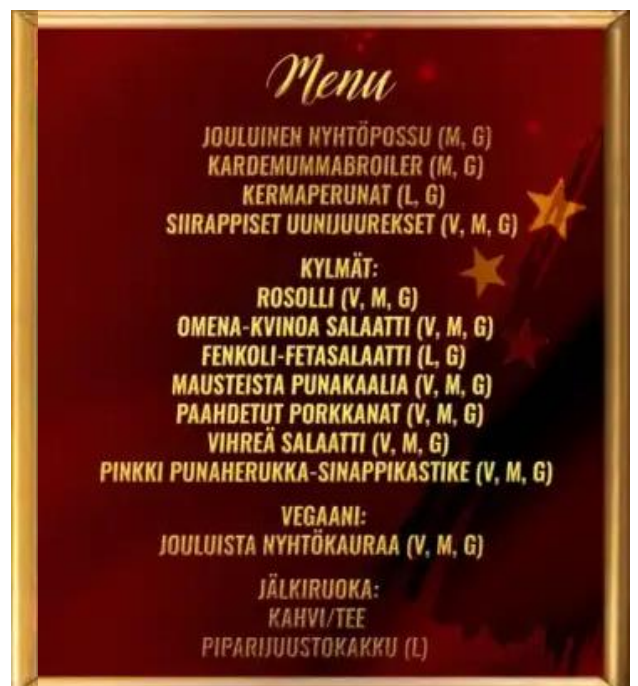 Menu
JOULUINEN NYHTÖPOSSU (M, G)
KARDEMUMMABROILER (M, G)
KERMAPERUNAT (L, G)
SIIRAPPISET UUNIJUUREKSET (V, M, G)
KYLMÄT:
ROSOLLI (V, M, G)
OMENA-KVINOA SALAATTI (V, M, G)
FENKOLI-FETASALAATTI (L, G)
MAUSTEISTA PUNAKAALIA (V, M, G)
PAAHDETUT PORKKANAT (V, M, G)
VIHREÄ SALAATTI (V, M, G)
PINKKI PUNAHERUKKA-SINAPPIKASTIKE (V, M, G)
VEGAANI:
JOULUISTA NYHTÖKAURAA (V, M, G)
JÄLKIRUOKA:
KAHVI/TEE
PIPARIJUUSTOKAKKU (L)